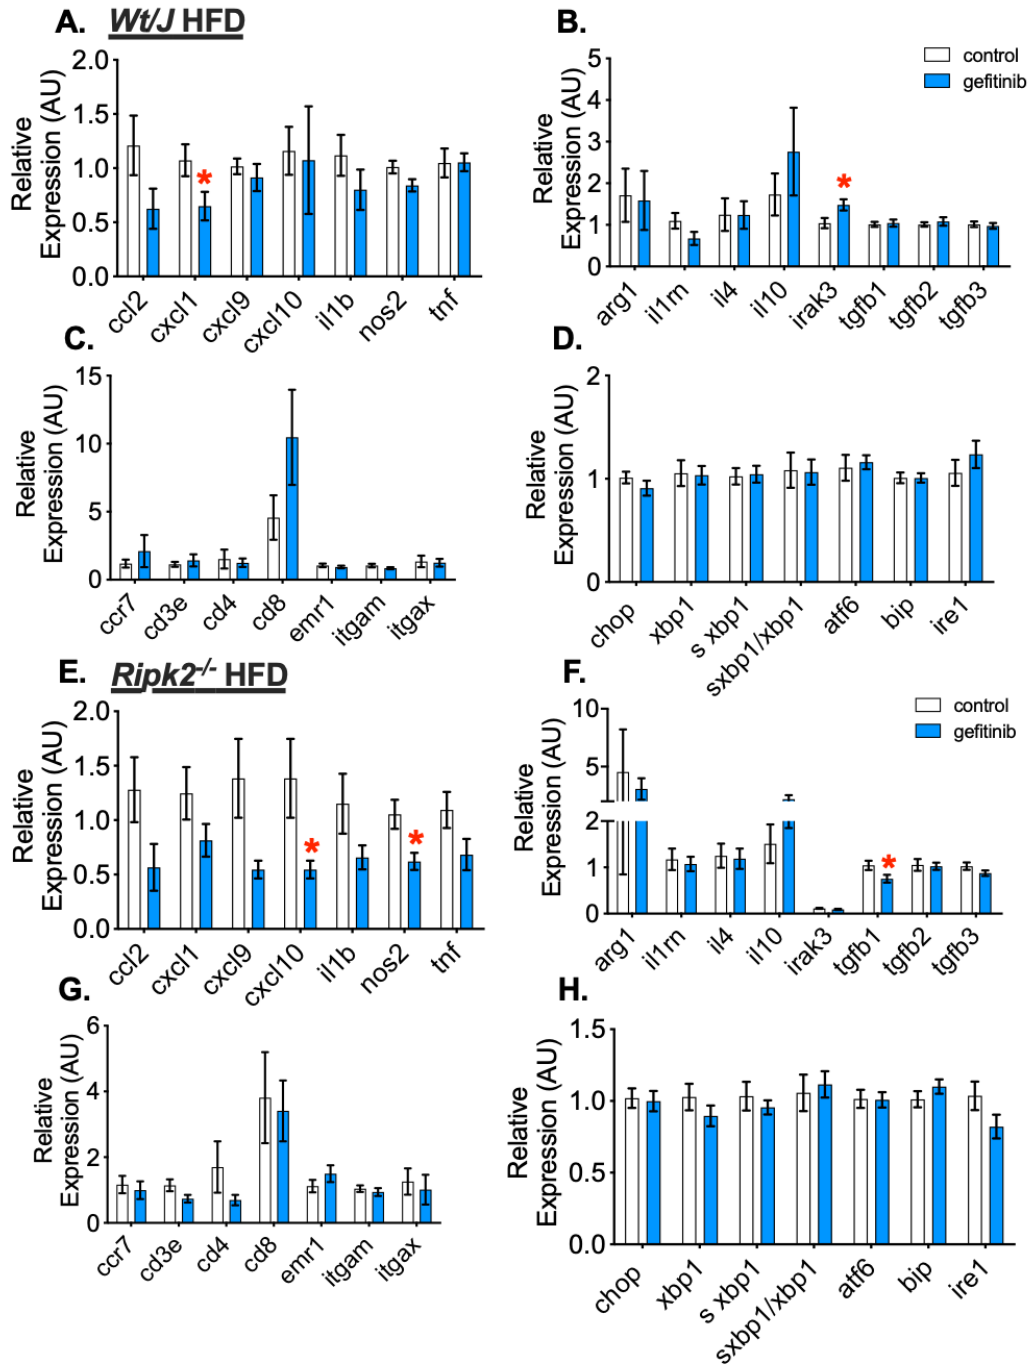 A. Wt/J HFD
2.0
1.5
1.0
0.5
0.0
Relative
Expression (AU)
ccl2
cxcl1
*
cxcl9
cxcl10
il1b
nos2
tnf
B.
control
gefitinib
5
4
3
2
1
0
Relative
Expression (AU)
arg1
il1rn
il4
il10
irak3
*
tgfb1
tgfb2
tgfb3
C.
15
10
5
0
Relative
Expression (AU)
ccr7
cd3e
cd4
cd8
emr1
itgam
itgax
D.
2
1
0
Relative
Expression (AU)
chop
xbp1
s xbp1
sxbp1/xbp1
atf6
bip
ire1
E. Ripk2-/- HFD
2.0
1.5
1.0
0.5
0.0
Relative
Expression (AU)
ccl2
cxcl1
cxcl9
cxcl10
*
il1b
nos2
*
tnf
F.
control
gefitinib
10
5
2
1
0
Relative
Expression (AU)
arg1
il1rn
il4
il10
irak3
tgfb1
*
tgfb2
tgfb3
G.
6
4
2
0
Relative
Expression (AU)
ccr7
cd3e
cd4
cd8
emr1
itgam
itgax
H.
1.5
1.0
0.5
0.0
Relative
Expression (AU)
chop
xbp1
s xbp1
sxbp1/xbp1
atf6
bip
ire1